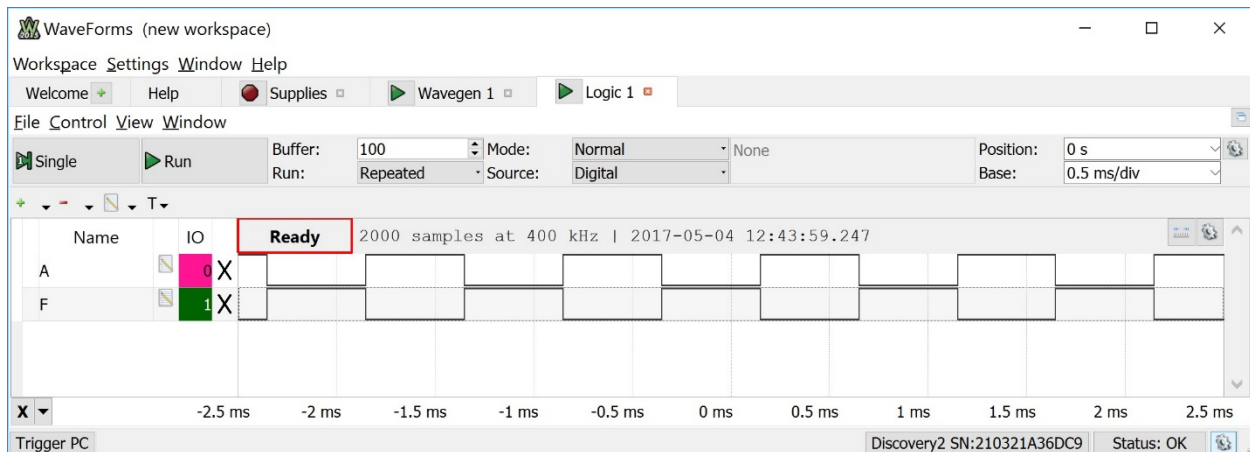 WaveForms (new workspace)
Workspace Settings Window Help
Welcome Help Supplies Wavegen 1 Logic 1
File Control View Window
Single Run Buffer: 100 Mode: Normal None Position: 0 s
Run: Repeated Source: Digital Base: 0.5 ms/div
T
Name IO Ready 2000 samples at 400 kHz | 2017-05-04 12:43:59.247
A 0 X
F 1 X
X -2.5 ms -2 ms -1.5 ms -1 ms -0.5 ms 0 ms 0.5 ms 1 ms 1.5 ms 2 ms 2.5 ms
Trigger PC Discovery2 SN:210321A36DC9 Status: OK